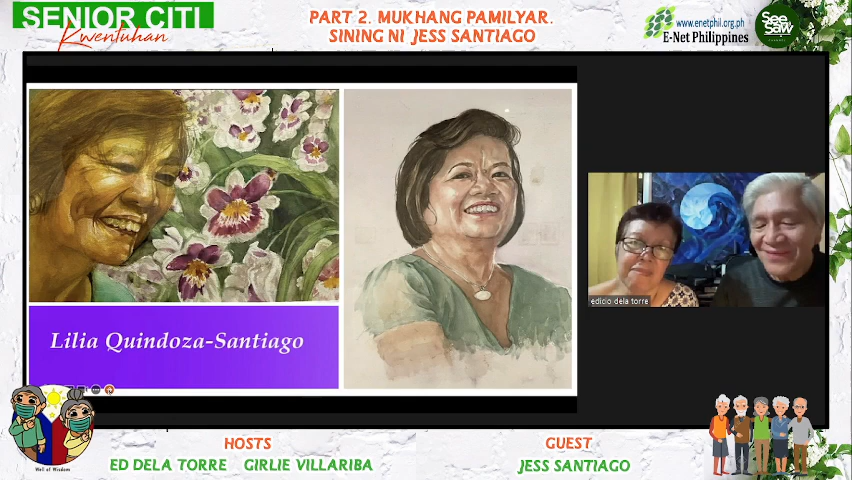 SENIOR CITI
Kwentuhan
PART 2. MUKHANG PAMILYAR.
SINING NI JESS SANTIAGO
www.enetphil.org.ph
E-Net Philippines
See
Saw
Lilia Quindoza-Santiago
edicio dela torre
Well of Wisdom
HOSTS
ED DELA TORRE GIRLIE VILLARIBA
GUEST
JESS SANTIAGO